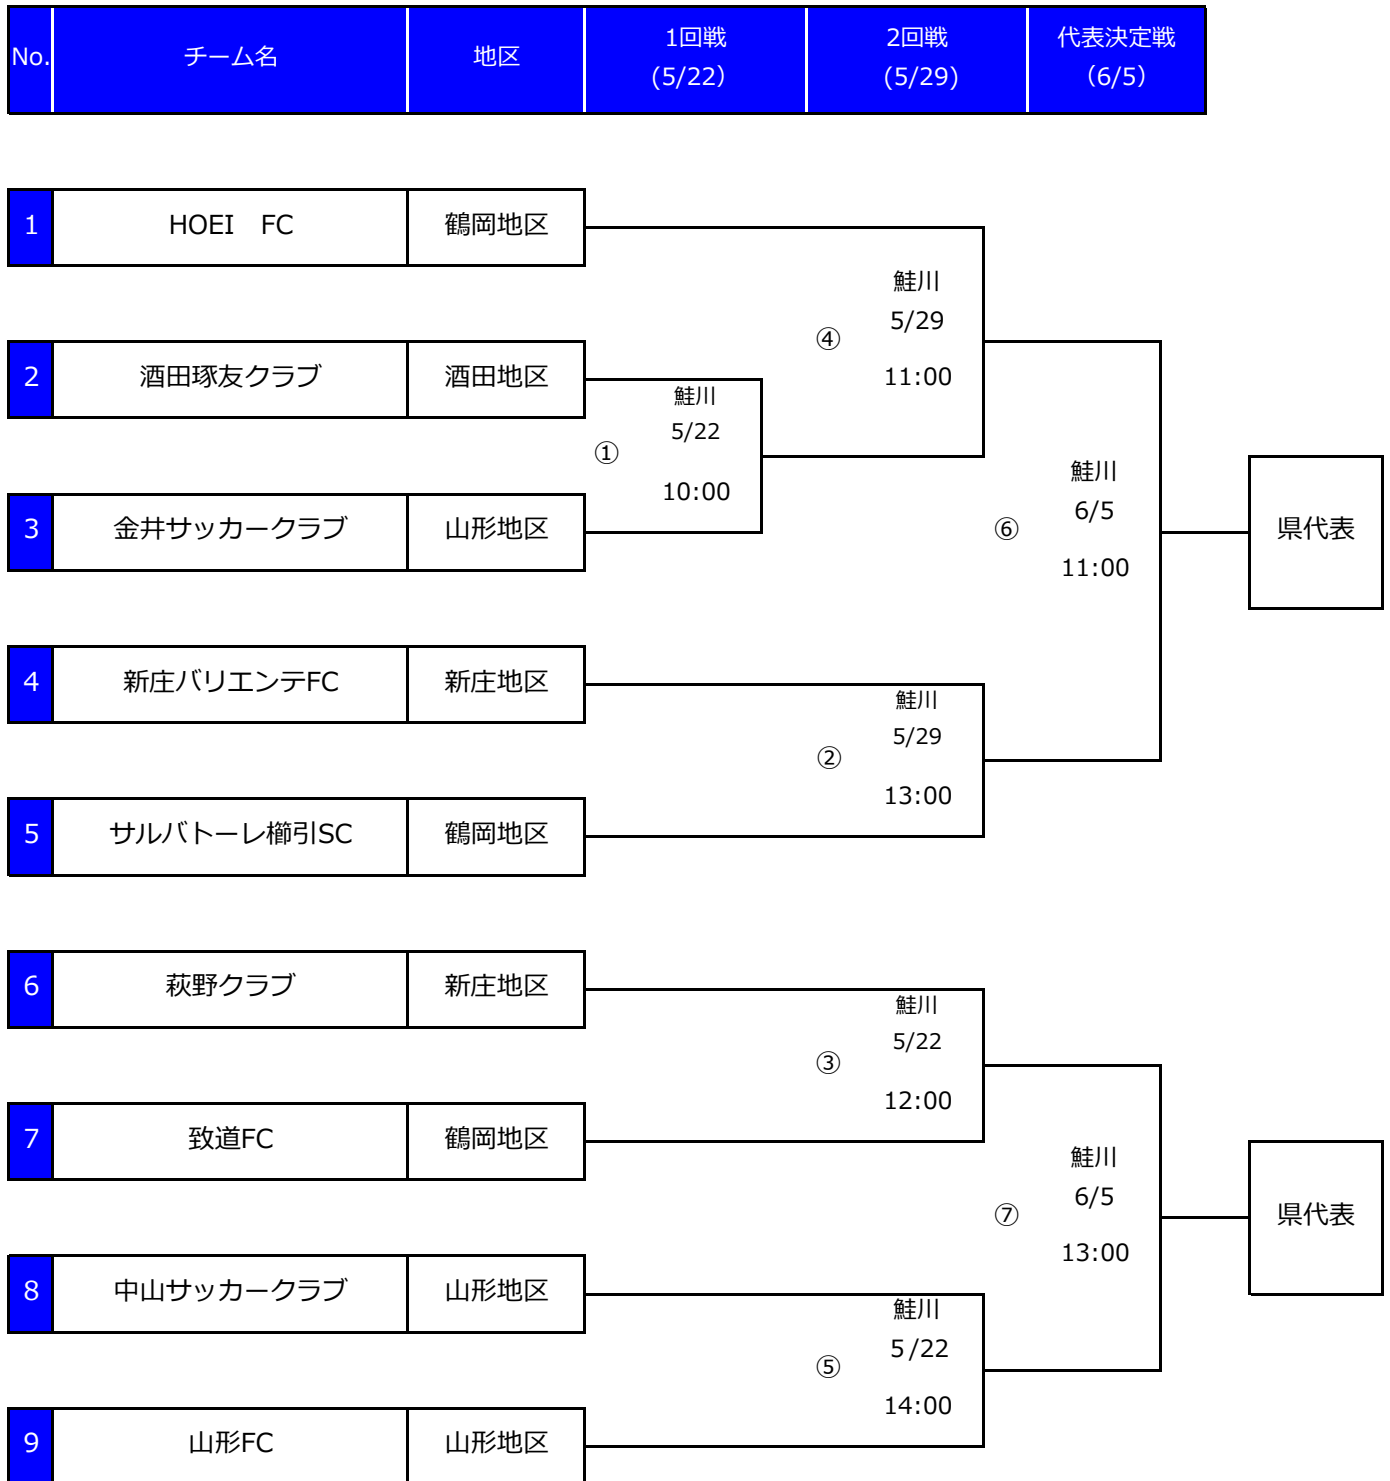 No. チーム名 地区 1回戦 2回戦 代表決定戦
(5/22) (5/29) (6/5)
1 HOEI　FC 鶴岡地区
鮭川
5/29
④
11:00
2 酒田琢友クラブ 酒田地区
鮭川
5/22
①
10:00
3 金井サッカークラブ 山形地区
鮭川
6/5
⑥
11:00
県代表
4 新庄バリエンテFC 新庄地区
鮭川
5/29
②
13:00
5 サルバトーレ櫛引SC 鶴岡地区
6 萩野クラブ 新庄地区
鮭川
5/22
③
12:00
7 致道FC 鶴岡地区
鮭川
6/5
⑦
13:00
県代表
8 中山サッカークラブ 山形地区
鮭川
5/22
⑤
14:00
9 山形FC 山形地区